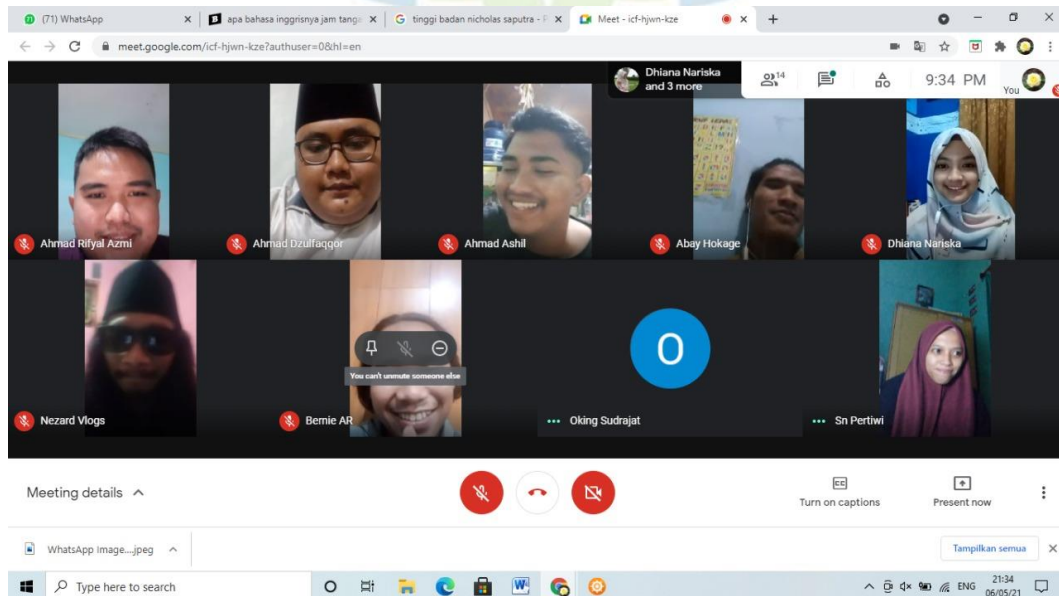 (71) WhatsApp
apa bahasa inggrisnya jam tanga
tinggi badan nicholas saputra -
Meet - icf-hjwn-kze
meet.google.com/icf-hjwn-kze?authuser=0&hl=en
Dhiana Nariska
and 3 more
14
9:34 PM
You
Ahmad Rifyal Azmi
Ahmad Dzulfaqqor
Ahmad Ashil
Abay Hokage
Dhiana Nariska
You can't unmute someone else
O
Nezard Vlogs
Bernie AR
Oking Sudrajat
Sn Pertiwi
Meeting details
CC
Turn on captions
Present now
WhatsApp Image....jpeg
Tampilkan semua
Type here to search
ENG
21:34
06/05/21